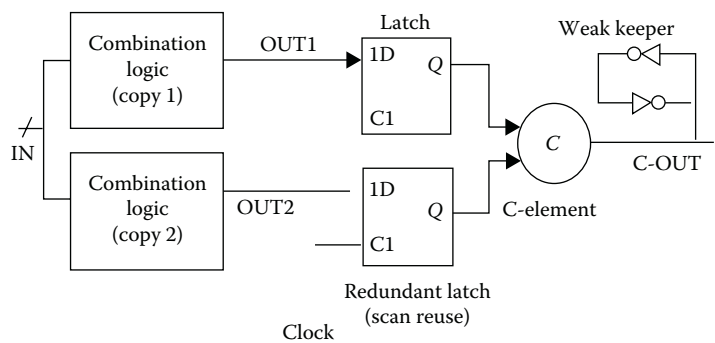 Combination
logic
(copy 1)
OUT1
Latch
1D
Q
C1
Weak keeper
IN
C
C-OUT
Combination
logic
(copy 2)
OUT2
1D
Q
C1
C-element
Redundant latch
(scan reuse)
Clock